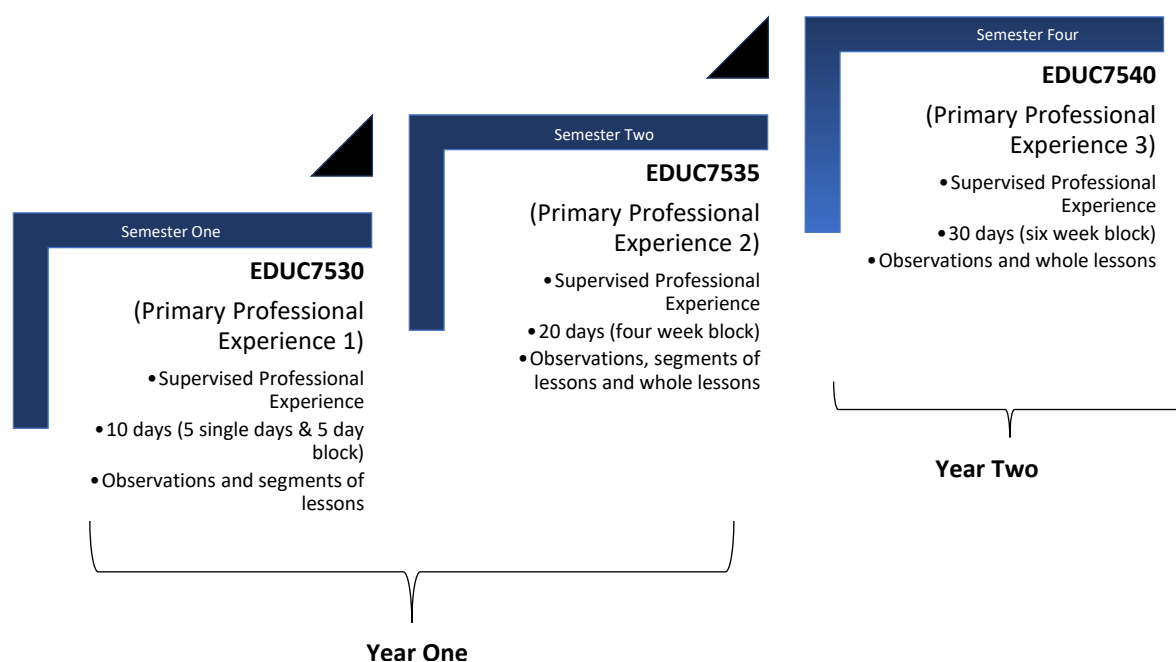 Semester One
EDUC7530
(Primary Professional
Experience 1)
•Supervised Professional
Experience
•10 days (5 single days & 5 day
block)
•Observations and segments of
lessons
Semester Two
EDUC7535
(Primary Professional
Experience 2)
•Supervised Professional
Experience
•20 days (four week block)
•Observations, segments of
lessons and whole lessons
Semester Four
EDUC7540
(Primary Professional
Experience 3)
•Supervised Professional
Experience
•30 days (six week block)
•Observations and whole lessons
Year One
Year Two